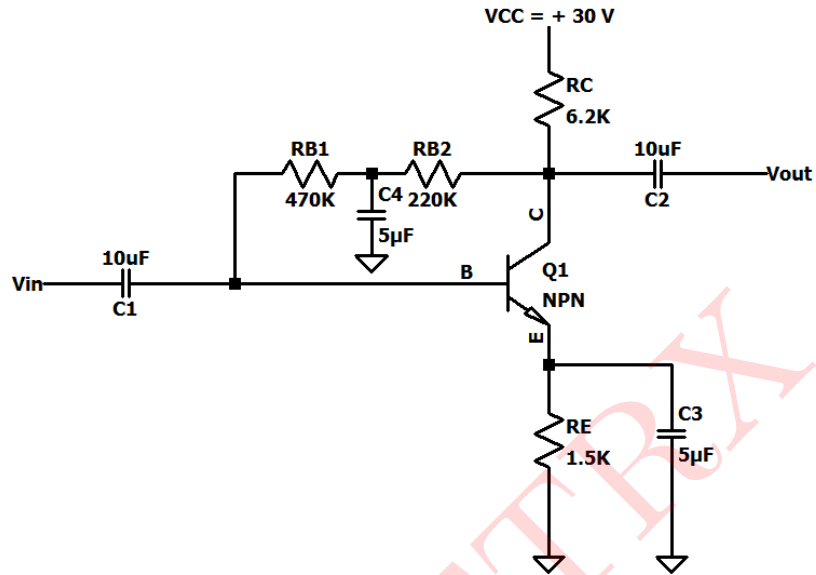 VCC = + 30 V
RC
6.2K
RB1
RB2
470K
C4
220K
5µF
10uF
C2
Vout
C
10uF
Vin
C1
B
Q1
NPN
E
RE
1.5K
C3
5µF
TRX